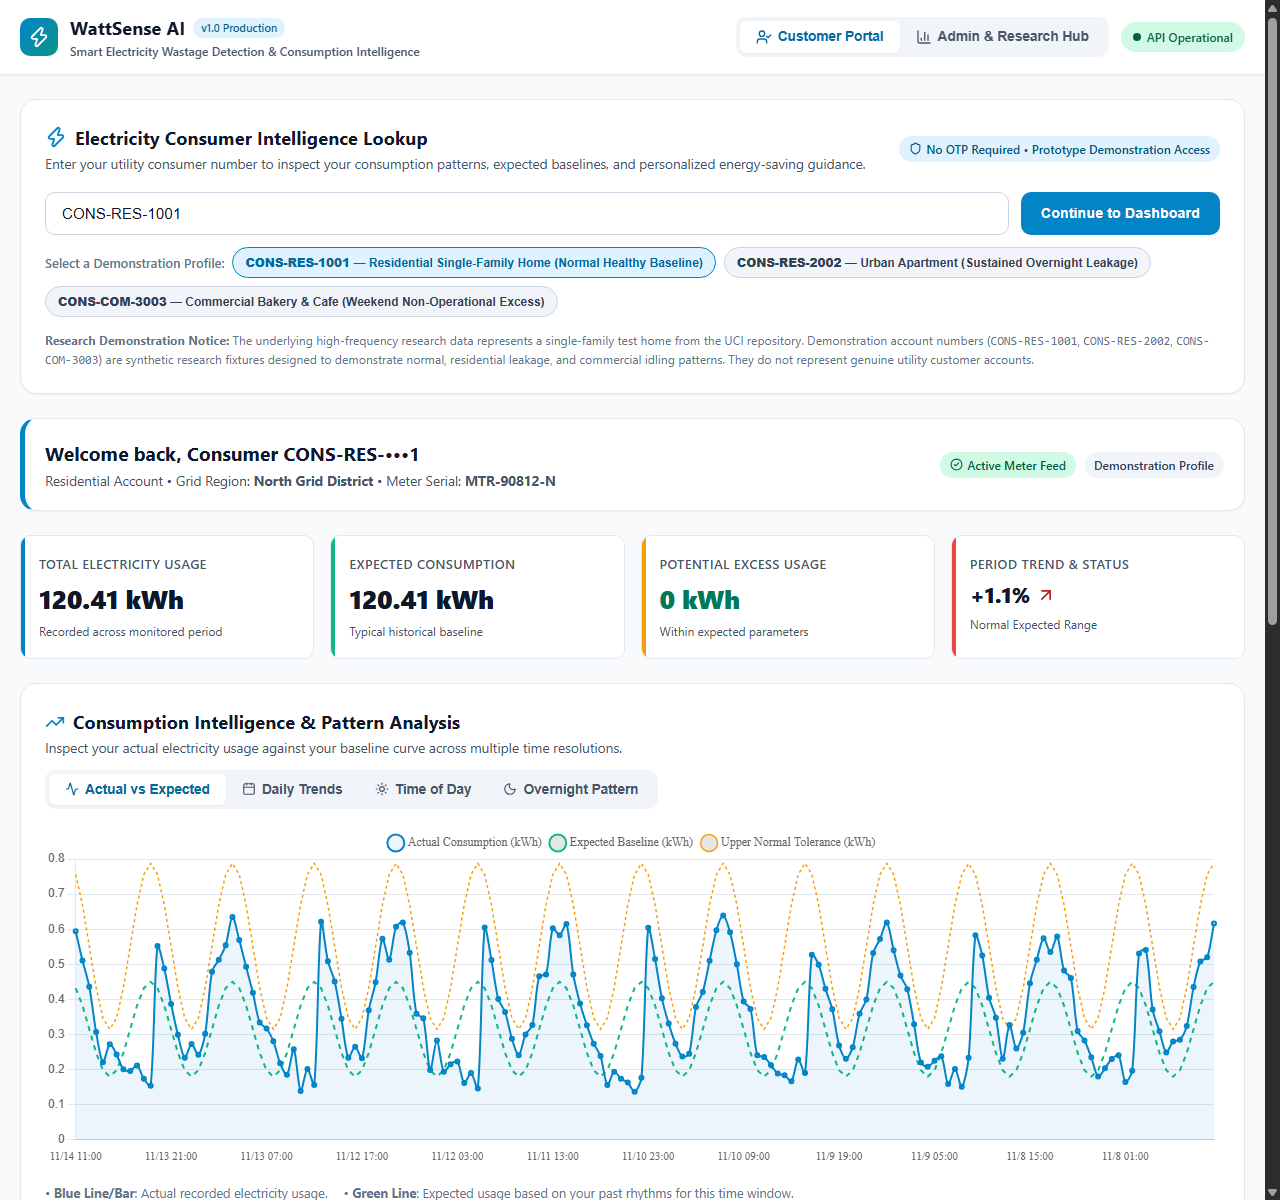 WattSense AI v1.0 Production
Smart Electricity Wastage Detection & Consumption Intelligence
Customer Portal
Admin & Research Hub
API Operational
Electricity Consumer Intelligence Lookup
Enter your utility consumer number to inspect your consumption patterns, expected baselines, and personalized energy-saving guidance.
No OTP Required • Prototype Demonstration Access
CONS-RES-1001
Continue to Dashboard
Select a Demonstration Profile: CONS-RES-1001 — Residential Single-Family Home (Normal Healthy Baseline) CONS-RES-2002 — Urban Apartment (Sustained Overnight Leakage)
CONS-COM-3003 — Commercial Bakery & Cafe (Weekend Non-Operational Excess)
Research Demonstration Notice: The underlying high-frequency research data represents a single-family test home from the UCI repository. Demonstration account numbers (CONS-RES-1001, CONS-RES-2002, CONS-
COM-3003) are synthetic research fixtures designed to demonstrate normal, residential leakage, and commercial idling patterns. They do not represent genuine utility customer accounts.
Welcome back, Consumer CONS-RES-•••1
Residential Account • Grid Region: North Grid District • Meter Serial: MTR-90812-N
Active Meter Feed
Demonstration Profile
TOTAL ELECTRICITY USAGE
120.41 kWh
Recorded across monitored period
EXPECTED CONSUMPTION
120.41 kWh
Typical historical baseline
POTENTIAL EXCESS USAGE
0 kWh
Within expected parameters
PERIOD TREND & STATUS
+1.1%
Normal Expected Range
Consumption Intelligence & Pattern Analysis
Inspect your actual electricity usage against your baseline curve across multiple time resolutions.
Actual vs Expected
Daily Trends
Time of Day
Overnight Pattern
Actual Consumption (kWh) Expected Baseline (kWh) Upper Normal Tolerance (kWh)
0.8
0.7
0.6
0.5
0.4
0.3
0.2
0.1
0
11/14 11:00 11/13 21:00 11/13 07:00 11/12 17:00 11/12 03:00 11/11 13:00 11/10 23:00 11/10 09:00 11/9 19:00 11/9 05:00 11/8 15:00 11/8 01:00
• Blue Line/Bar: Actual recorded electricity usage. • Green Line: Expected usage based on your past rhythms for this time window.